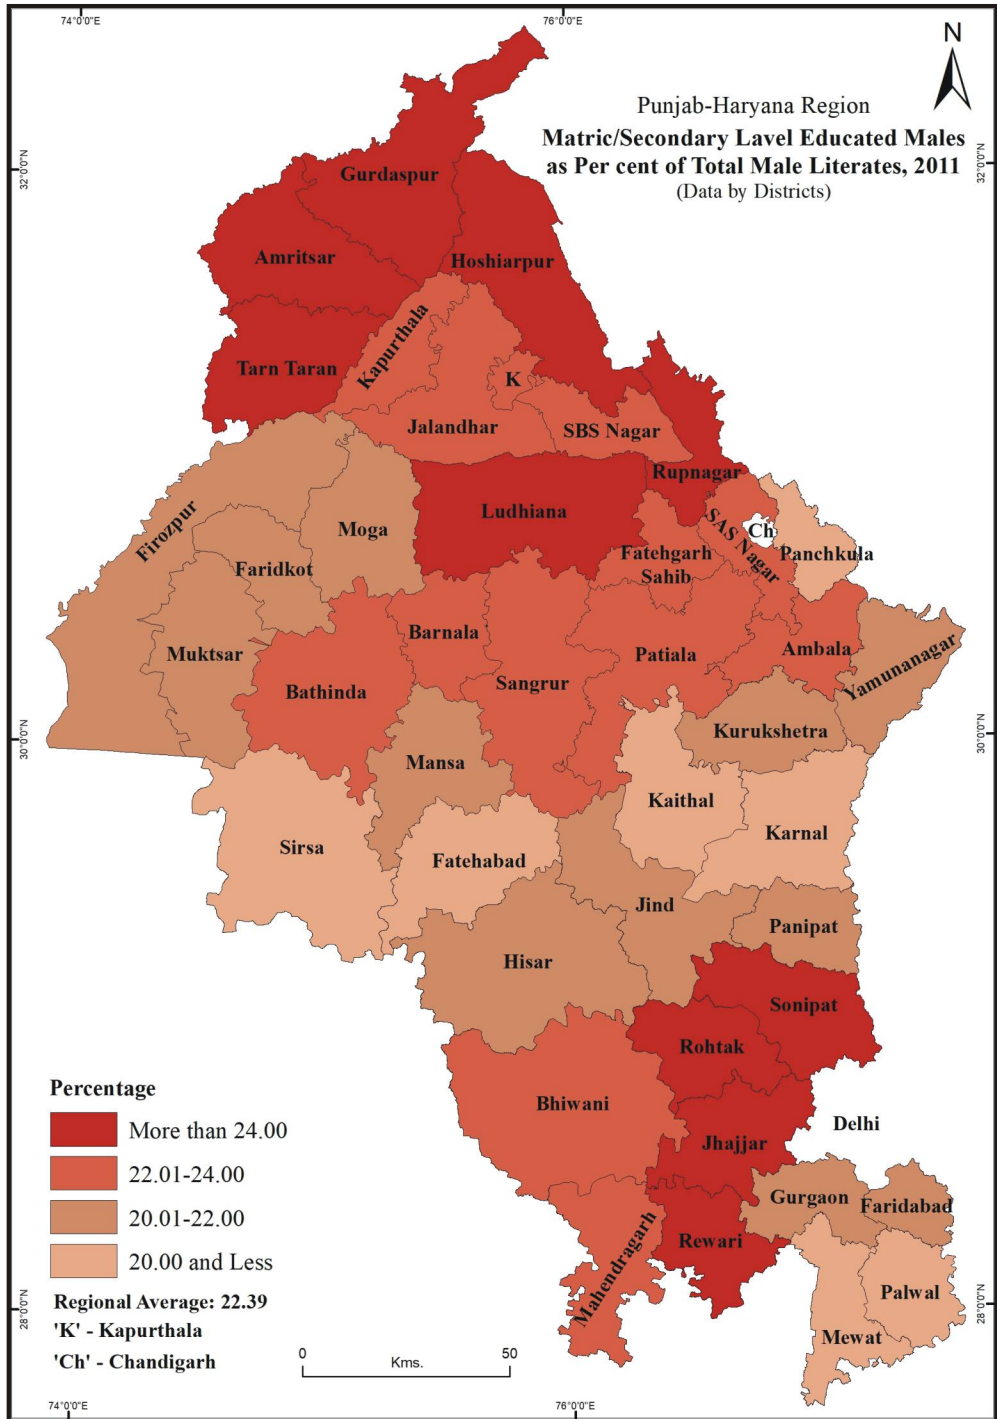 74°0'0"E
76°0'0"E
N
Punjab-Haryana Region
Matric/Secondary Lavel Educated Males
as Per cent of Total Male Literates, 2011
(Data by Districts)
32°0'0"N
32°0'0"N
Gurdaspur
Amritsar
Hoshiarpur
Tarn Taran
Kapurthala
K
Jalandhar
SBS Nagar
Rupnagar
Ludhiana
Firozpur
Moga
Faridkot
Fatehgarh
Sahib
SAS Nagar
Ch
Panchkula
Muktsar
Bathinda
Barnala
Sangrur
Patiala
Ambala
Yamunanagar
30°0'0"N
30°0'0"N
Mansa
Kurukshetra
Kaithal
Karnal
Sirsa
Fatehabad
Jind
Panipat
Hisar
Sonipat
Rohtak
Bhiwani
Jhajjar
Delhi
Gurgaon
Faridabad
Rewari
Mahendragarh
Palwal
Mewat
Percentage
More than 24.00
22.01-24.00
20.01-22.00
20.00 and Less
Regional Average: 22.39
'K' - Kapurthala
'Ch' - Chandigarh
28°0'0"N
28°0'0"N
0 50
Kms.
74°0'0"E
76°0'0"E